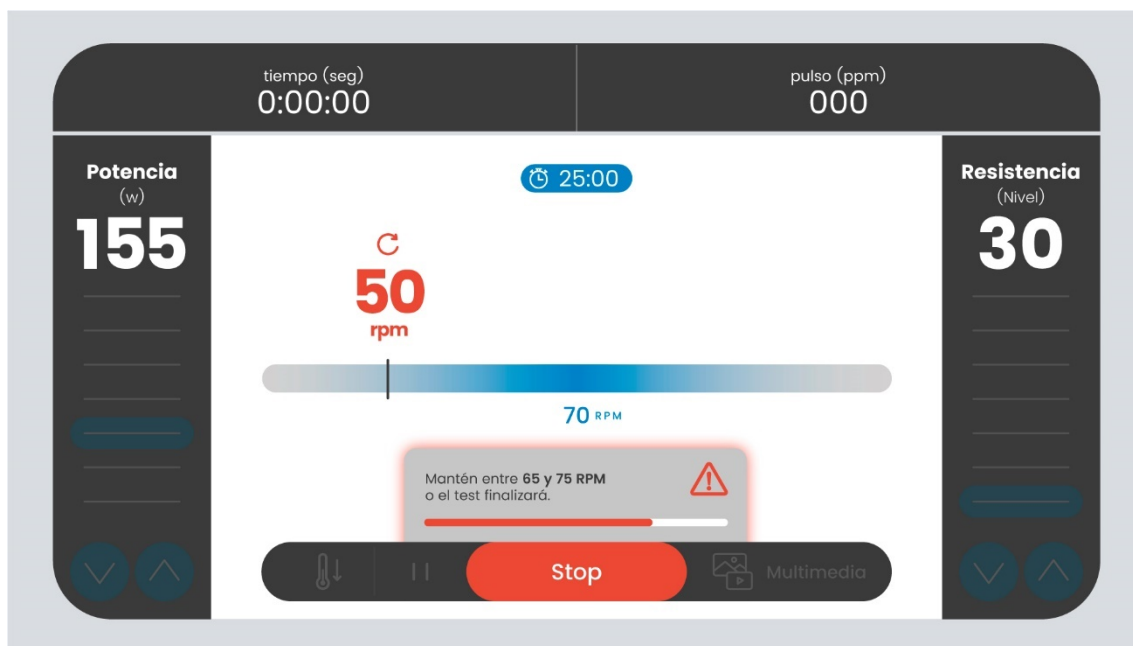 tiempo (seg)
0:00:00
pulso (ppm)
000
Potencia
(w)
155
25:00
50
rpm
70 RPM
Mantén entre 65 y 75 RPM
o el test finalizará.
Stop
Multimedia
Resistencia
(Nivel)
30